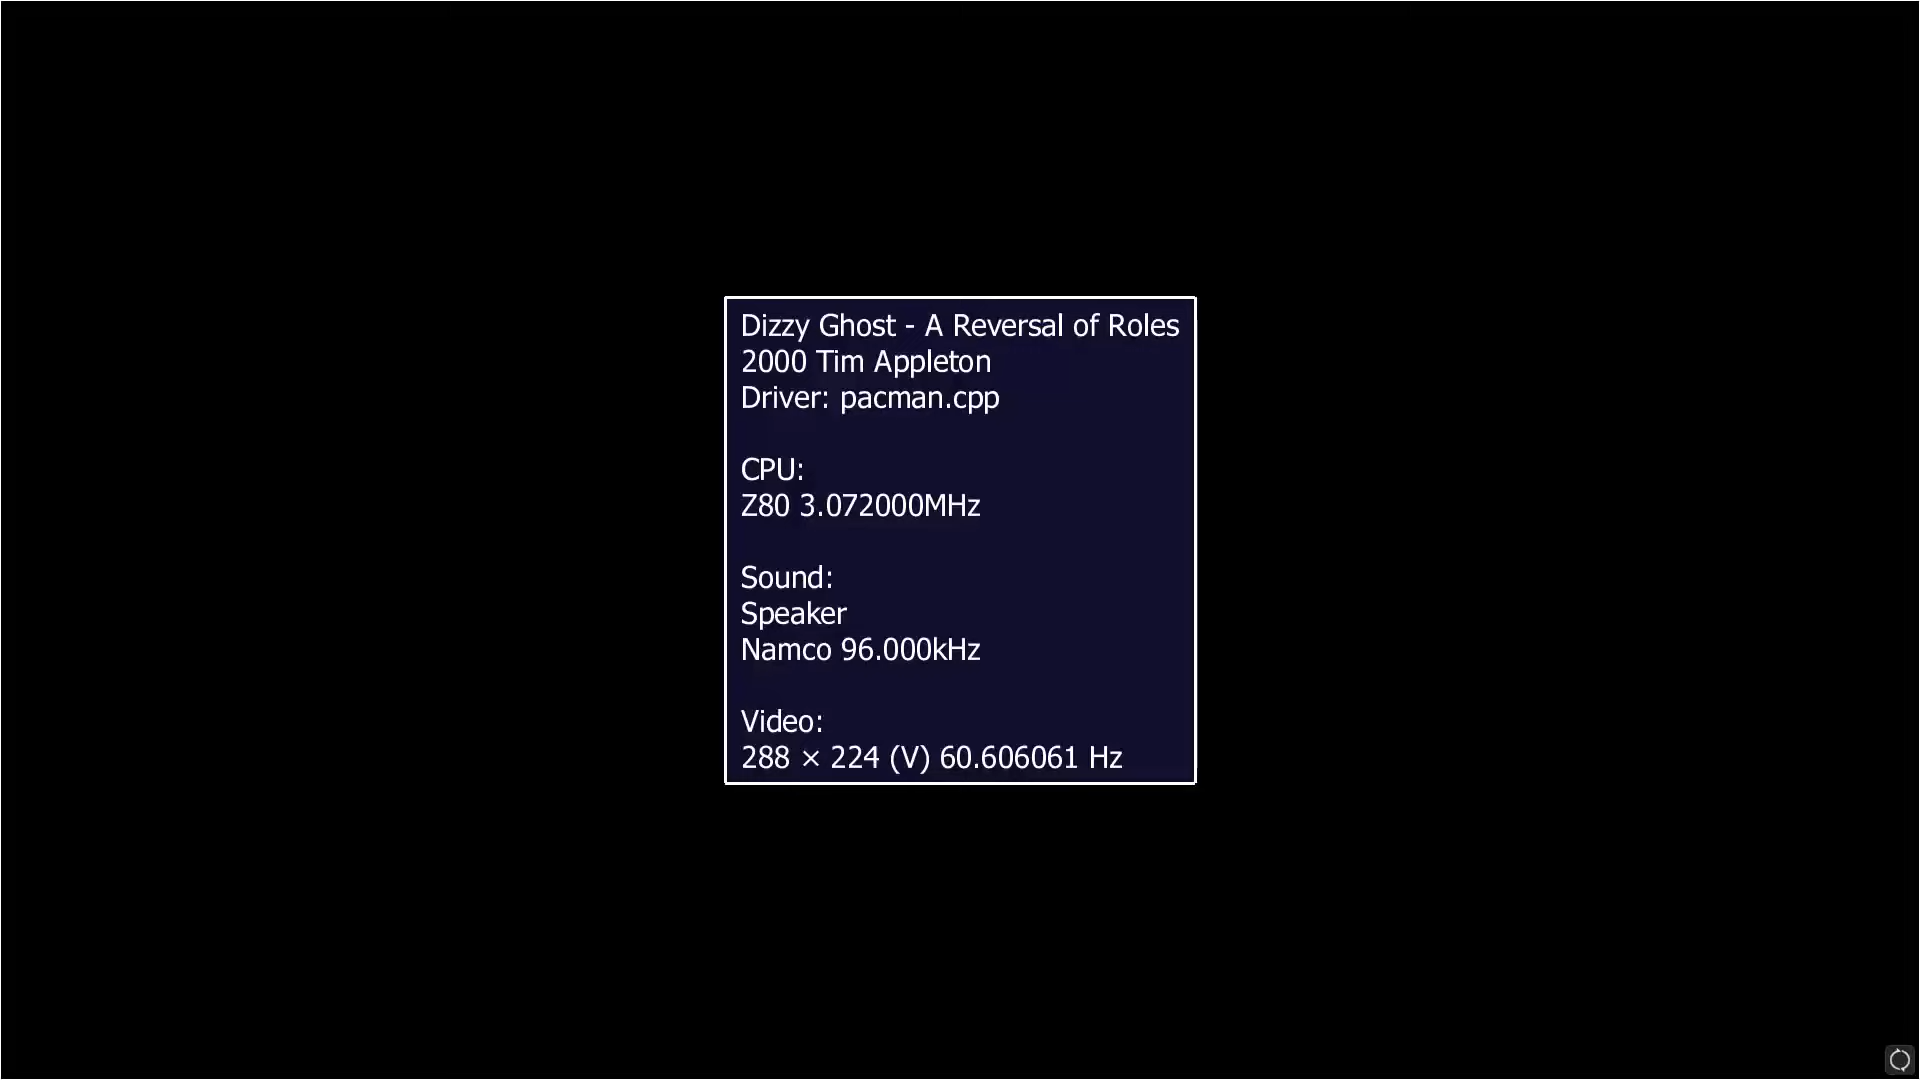 Dizzy Ghost - A Reversal of Roles
2000 Tim Appleton
Driver: pacman.cpp
CPU:
Z80 3.072000MHz
Sound:
Speaker
Namco 96.000kHz
Video:
288 × 224 (V) 60.606061 Hz